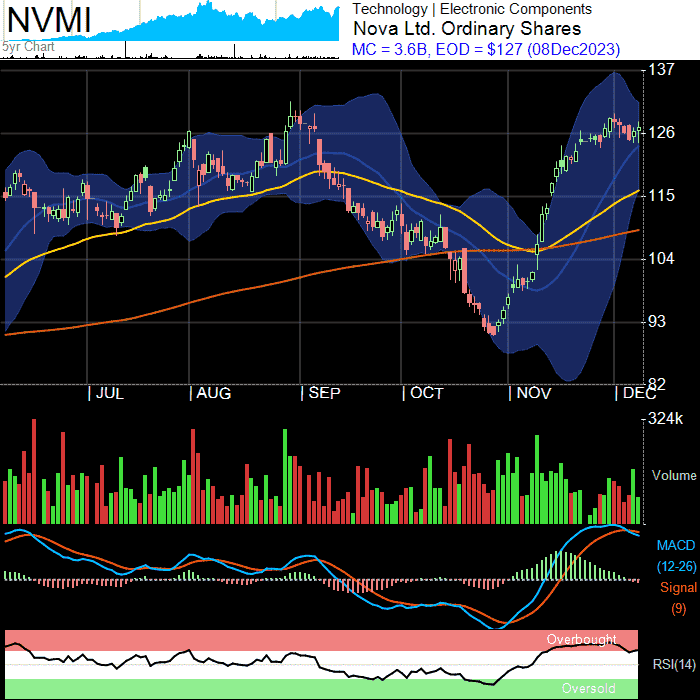 NVMI
5yr Chart
Technology | Electronic Components
Nova Ltd. Ordinary Shares
MC = 3.6B, EOD = $127 (08Dec2023)
137
126
115
104
93
82
| JUL | AUG | SEP | OCT | NOV | DEC
324k
Volume
MACD
(12-26)
Signal
(9)
Overbought
RSI(14)
Oversold